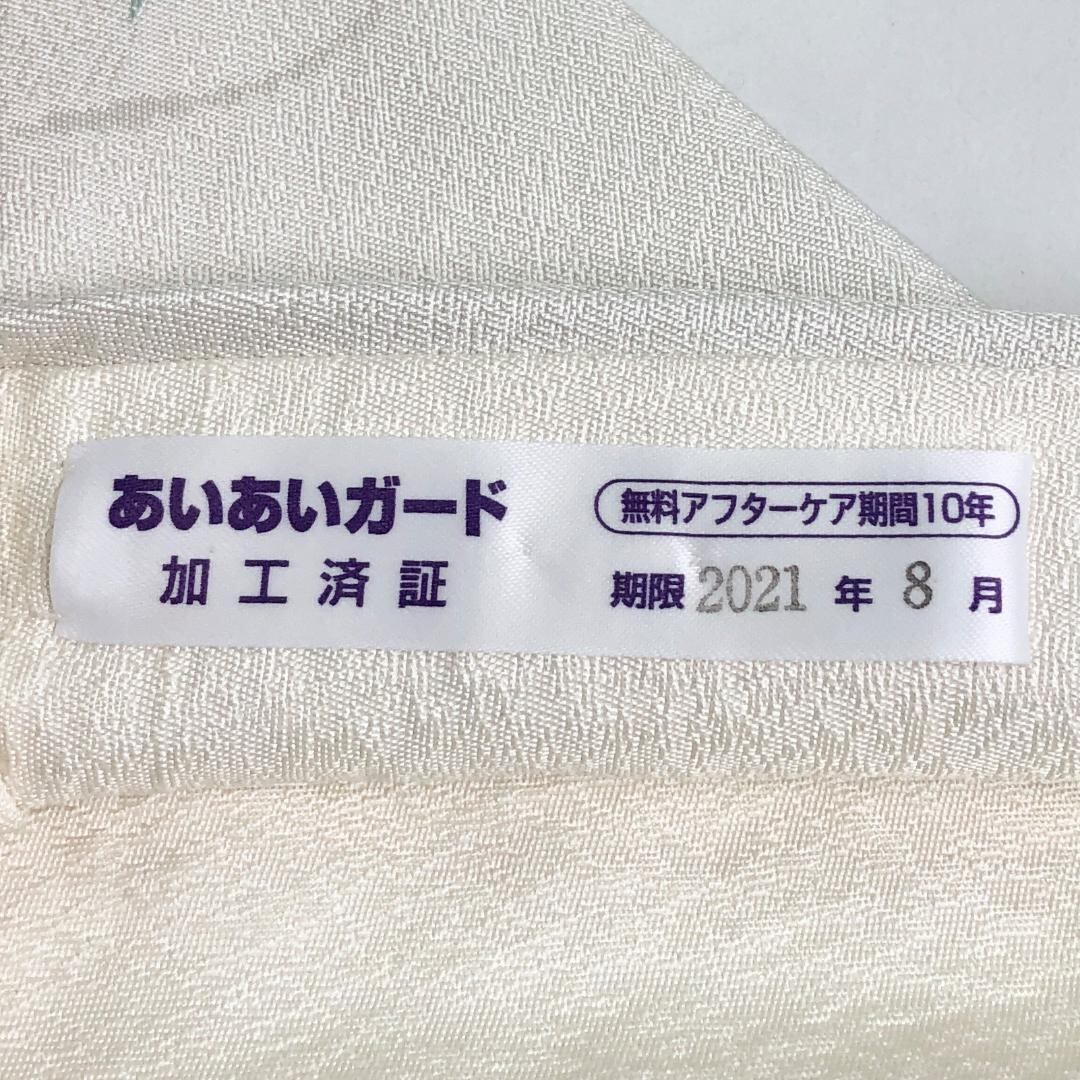 あいあいガード
加工済証
無料アフターケア期間10年
期限 2021 年 8 月